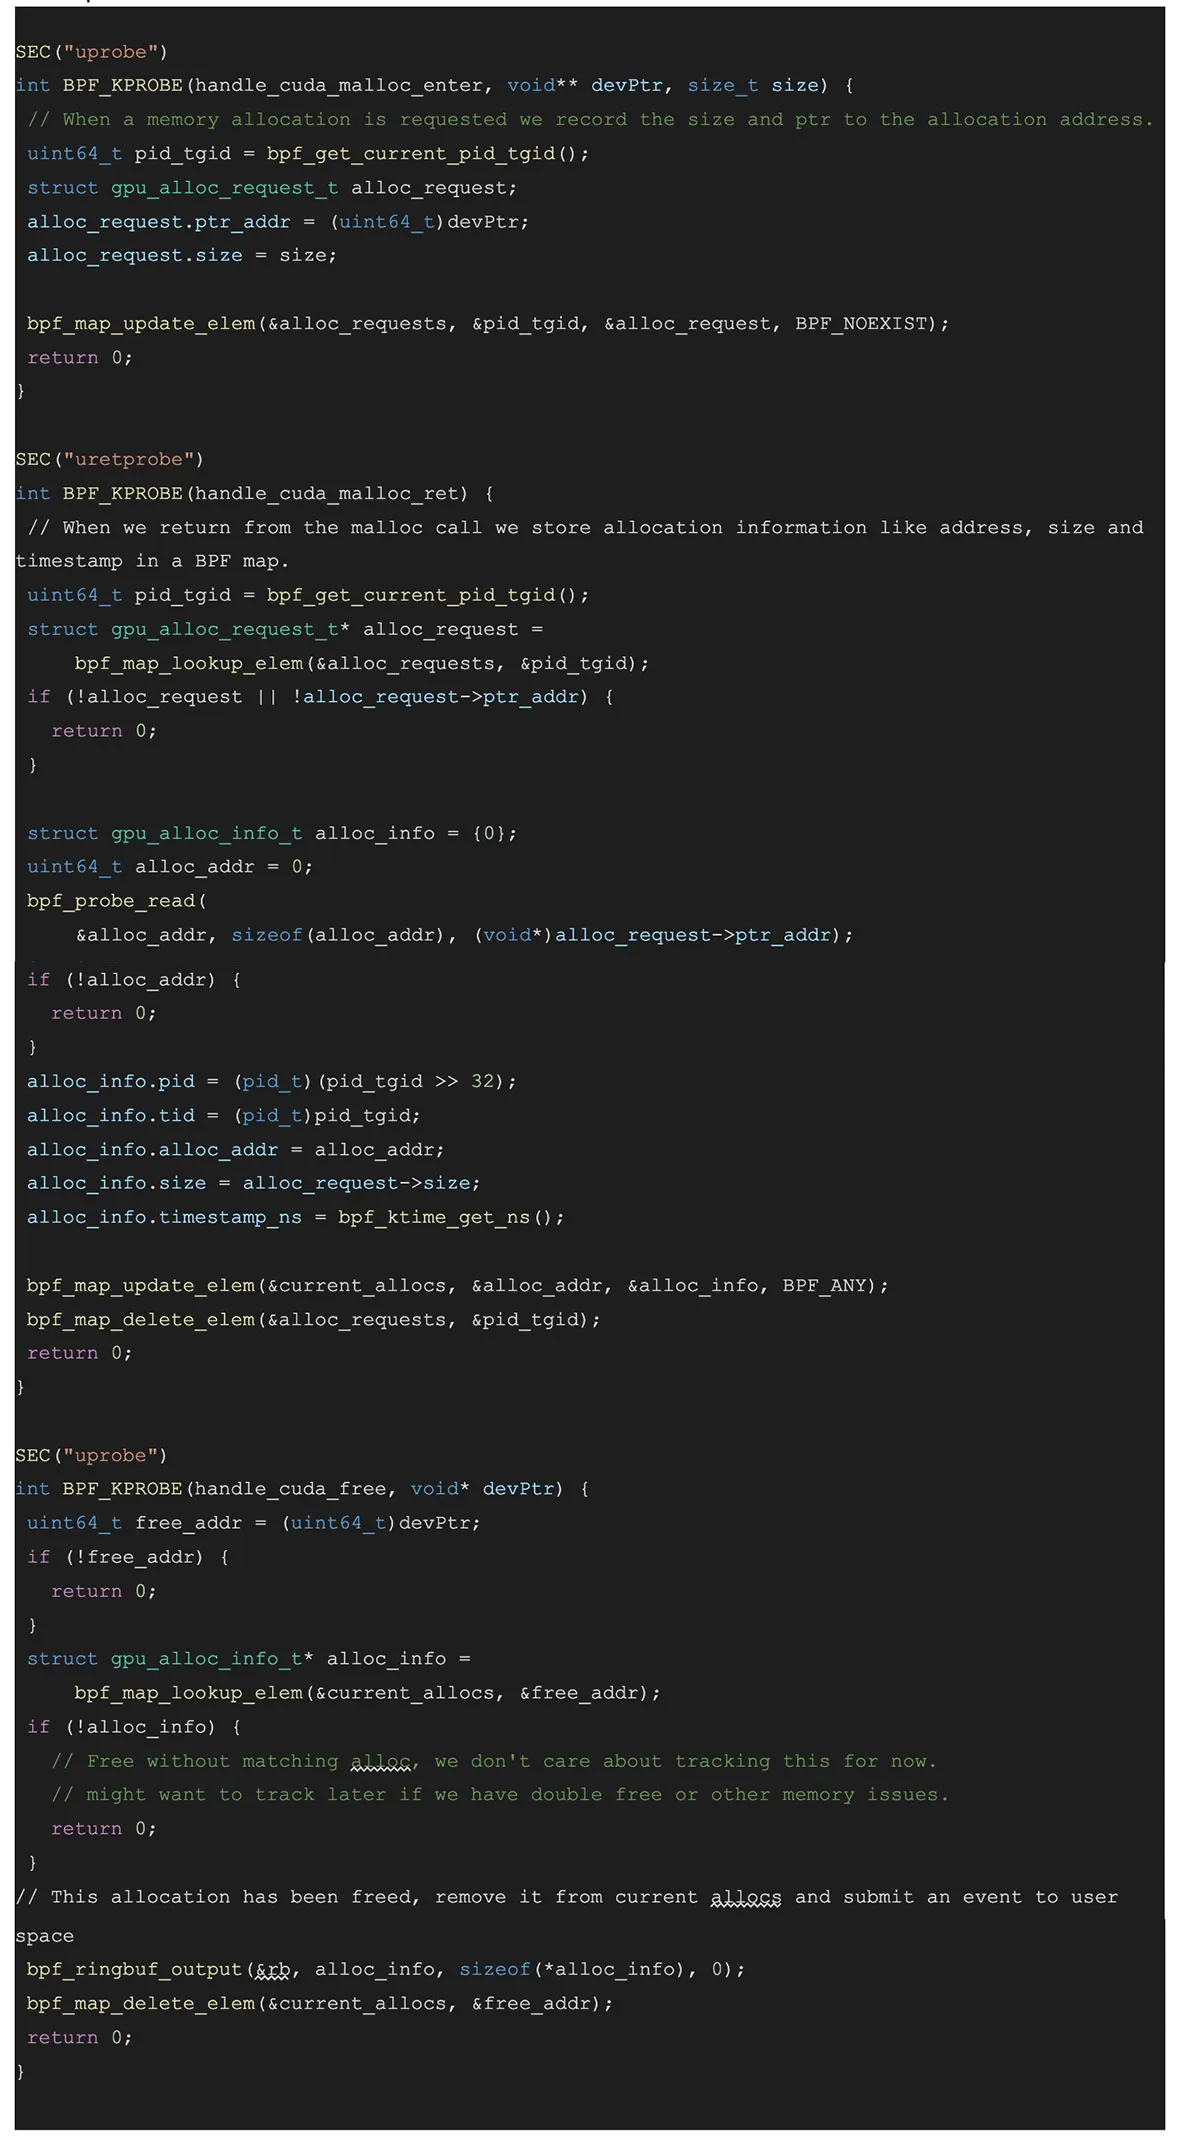 SEC("uprobe")
int BPF_KPROBE(handle_cuda_malloc_enter, void** devPtr, size_t size) {
 // When a memory allocation is requested we record the size and ptr to the allocation address.
 uint64_t pid_tgid = bpf_get_current_pid_tgid();
 struct gpu_alloc_request_t alloc_request;
 alloc_request.ptr_addr = (uint64_t)devPtr;
 alloc_request.size = size;

 bpf_map_update_elem(&alloc_requests, &pid_tgid, &alloc_request, BPF_NOEXIST);
 return 0;
}

SEC("uretprobe")
int BPF_KPROBE(handle_cuda_malloc_ret) {
 // When we return from the malloc call we store allocation information like address, size and
timestamp in a BPF map.
 uint64_t pid_tgid = bpf_get_current_pid_tgid();
 struct gpu_alloc_request_t* alloc_request =
     bpf_map_lookup_elem(&alloc_requests, &pid_tgid);
 if (!alloc_request || !alloc_request->ptr_addr) {
   return 0;
 }

 struct gpu_alloc_info_t alloc_info = {0};
 uint64_t alloc_addr = 0;
 bpf_probe_read(
     &alloc_addr, sizeof(alloc_addr), (void*)alloc_request->ptr_addr);
 if (!alloc_addr) {
   return 0;
 }
 alloc_info.pid = (pid_t)(pid_tgid >> 32);
 alloc_info.tid = (pid_t)pid_tgid;
 alloc_info.alloc_addr = alloc_addr;
 alloc_info.size = alloc_request->size;
 alloc_info.timestamp_ns = bpf_ktime_get_ns();

 bpf_map_update_elem(&current_allocs, &alloc_addr, &alloc_info, BPF_ANY);
 bpf_map_delete_elem(&alloc_requests, &pid_tgid);
 return 0;
}

SEC("uprobe")
int BPF_KPROBE(handle_cuda_free, void* devPtr) {
 uint64_t free_addr = (uint64_t)devPtr;
 if (!free_addr) {
   return 0;
 }
 struct gpu_alloc_info_t* alloc_info =
     bpf_map_lookup_elem(&current_allocs, &free_addr);
 if (!alloc_info) {
   // Free without matching alloc, we don't care about tracking this for now.
   // might want to track later if we have double free or other memory issues.
   return 0;
 }
// This allocation has been freed, remove it from current allocs and submit an event to user
space
 bpf_ringbuf_output(&rb, alloc_info, sizeof(*alloc_info), 0);
 bpf_map_delete_elem(&current_allocs, &free_addr);
 return 0;
}